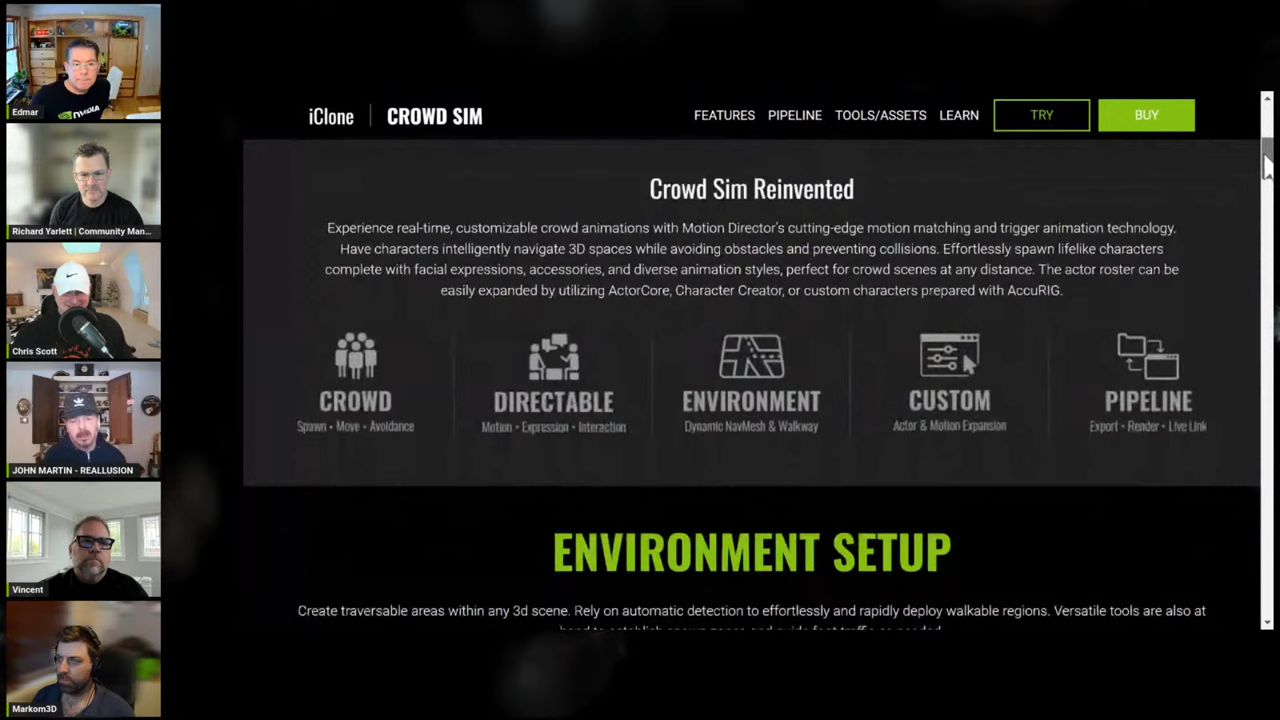 Edmar
Richard Yarlett | Community Man...
Chris Scott
JOHN MARTIN - REALLUSION
Vincent
Markom3D
iClone | CROWD SIM
FEATURES PIPELINE TOOLS/ASSETS LEARN TRY BUY
Crowd Sim Reinvented
Experience real-time, customizable crowd animations with Motion Director's cutting-edge motion matching and trigger animation technology.
Have characters intelligently navigate 3D spaces while avoiding obstacles and preventing collisions. Effortlessly spawn lifelike characters
complete with facial expressions, accessories, and diverse animation styles, perfect for crowd scenes at any distance. The actor roster can be
easily expanded by utilizing ActorCore, Character Creator, or custom characters prepared with AccuRIG.
CROWD
Spawn • Move • Avoidance
DIRECTABLE
Motion • Expression • Interaction
ENVIRONMENT
Dynamic NavMesh & Walkway
CUSTOM
Actor & Motion Expansion
PIPELINE
Export • Render • Live Link
ENVIRONMENT SETUP
Create traversable areas within any 3d scene. Rely on automatic detection to effortlessly and rapidly deploy walkable regions. Versatile tools are also at